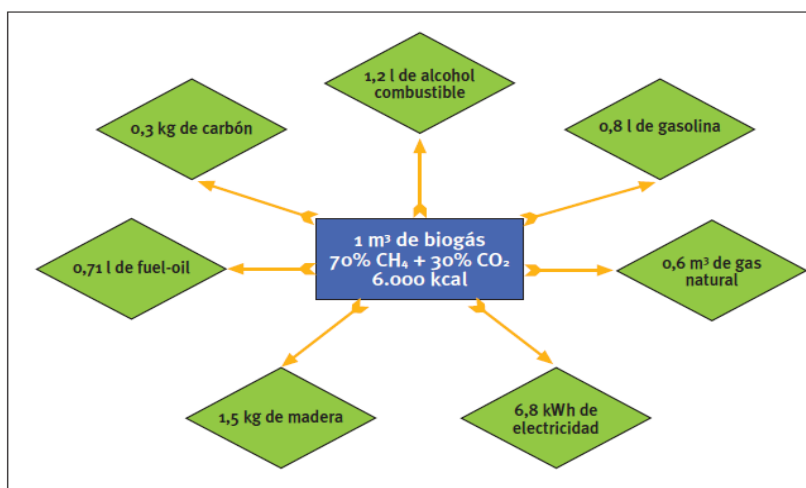 1,2 l de alcohol
combustible
0,3 kg de carbón
0,8 l de gasolina
1 m³ de biogás
70% CH₄ + 30% CO₂
6.000 kcal
0,71 l de fuel-oil
0,6 m³ de gas
natural
1,5 kg de madera
6,8 kWh de
electricidad